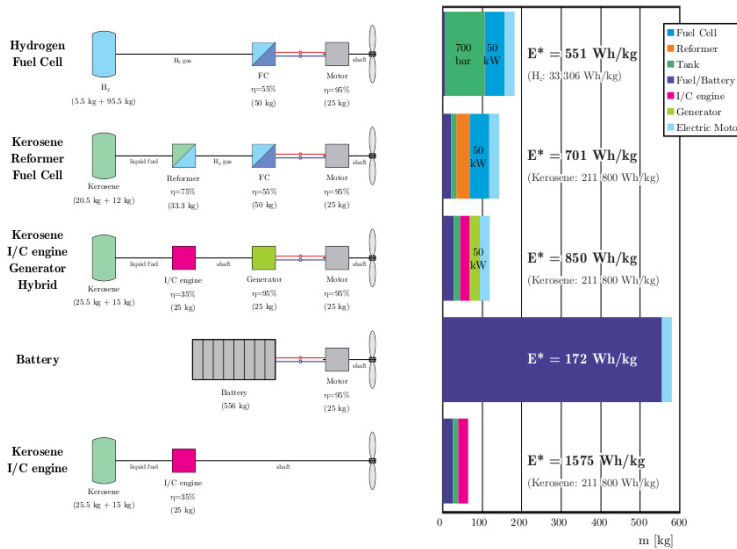 Hydrogen
Fuel Cell
H₂ gas
shaft
H₂
(5.5 kg + 95.5 kg)
FC
η=55%
(50 kg)
Motor
η=95%
(25 kg)
Kerosene
Reformer
Fuel Cell
liquid fuel
H₂ gas
shaft
Kerosene
(20.5 kg + 12 kg)
Reformer
η=75%
(33.3 kg)
FC
η=55%
(50 kg)
Motor
η=95%
(25 kg)
Kerosene
I/C engine
Generator
Hybrid
liquid fuel
shaft
shaft
Kerosene
(25.5 kg + 15 kg)
I/C engine
η=35%
(25 kg)
Generator
η=95%
(25 kg)
Motor
η=95%
(25 kg)
Battery
shaft
Battery
(556 kg)
Motor
η=95%
(25 kg)
Kerosene
I/C engine
liquid fuel
shaft
Kerosene
(25.5 kg + 15 kg)
I/C engine
η=35%
(25 kg)
700
bar
50
kW
E* = 551 Wh/kg
(H₂: 33 306 Wh/kg)
50
kW
E* = 701 Wh/kg
(Kerosene: 211 800 Wh/kg)
50
kW
E* = 850 Wh/kg
(Kerosene: 211 800 Wh/kg)
E* = 172 Wh/kg
E* = 1575 Wh/kg
(Kerosene: 211 800 Wh/kg)
0 100 200 300 400 500 600
m [kg]
Fuel Cell
Reformer
Tank
Fuel/Battery
I/C engine
Generator
Electric Motor